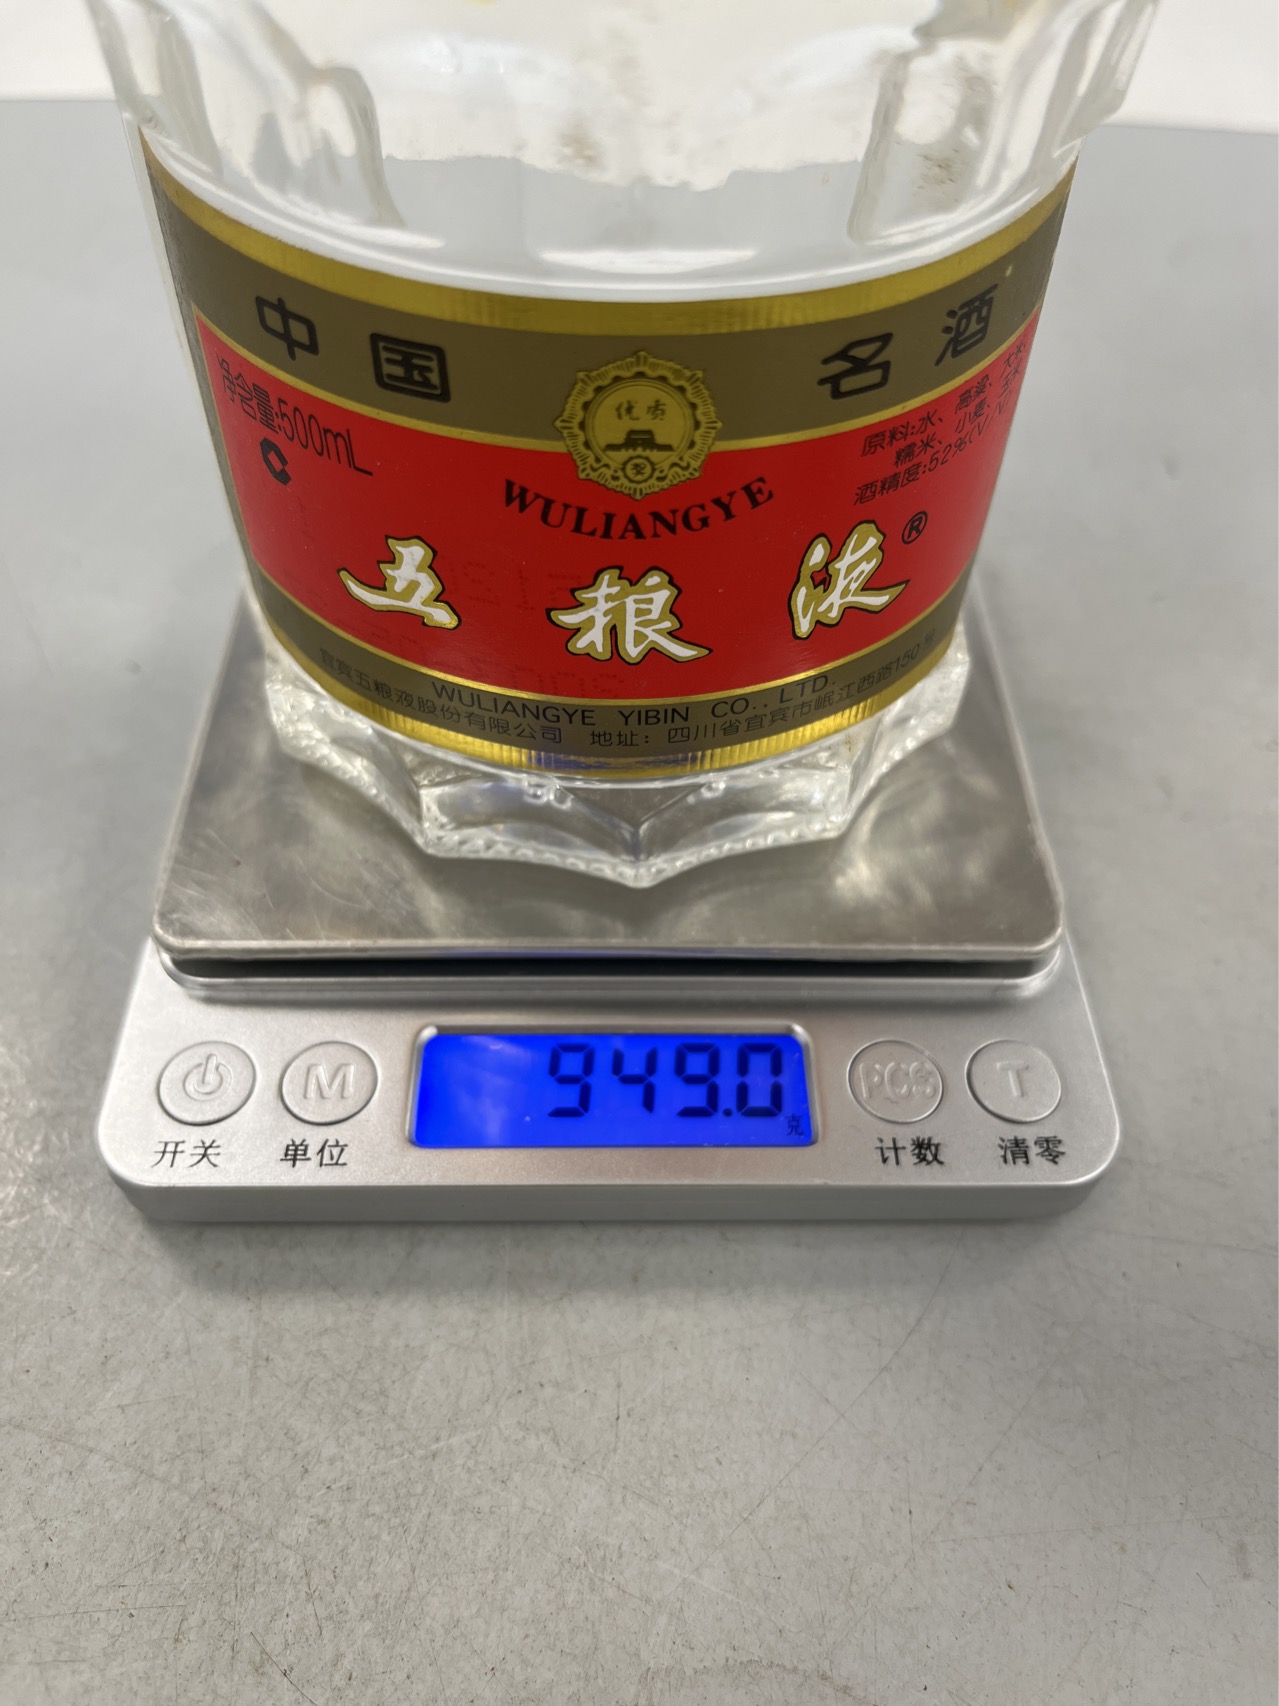 中国 名酒
净含量:500mL
C
优质
奖
原料:水、高粱、大米、
糯米、小麦、玉米
酒精度:52%(V/V)
WULIANGYE
五粮液®
WULIANGYE YIBIN CO., LTD.
宜宾五粮液股份有限公司 地址：四川省宜宾市岷江西路150号
949.0
克
M
PCS
T
开关
单位
计数
清零